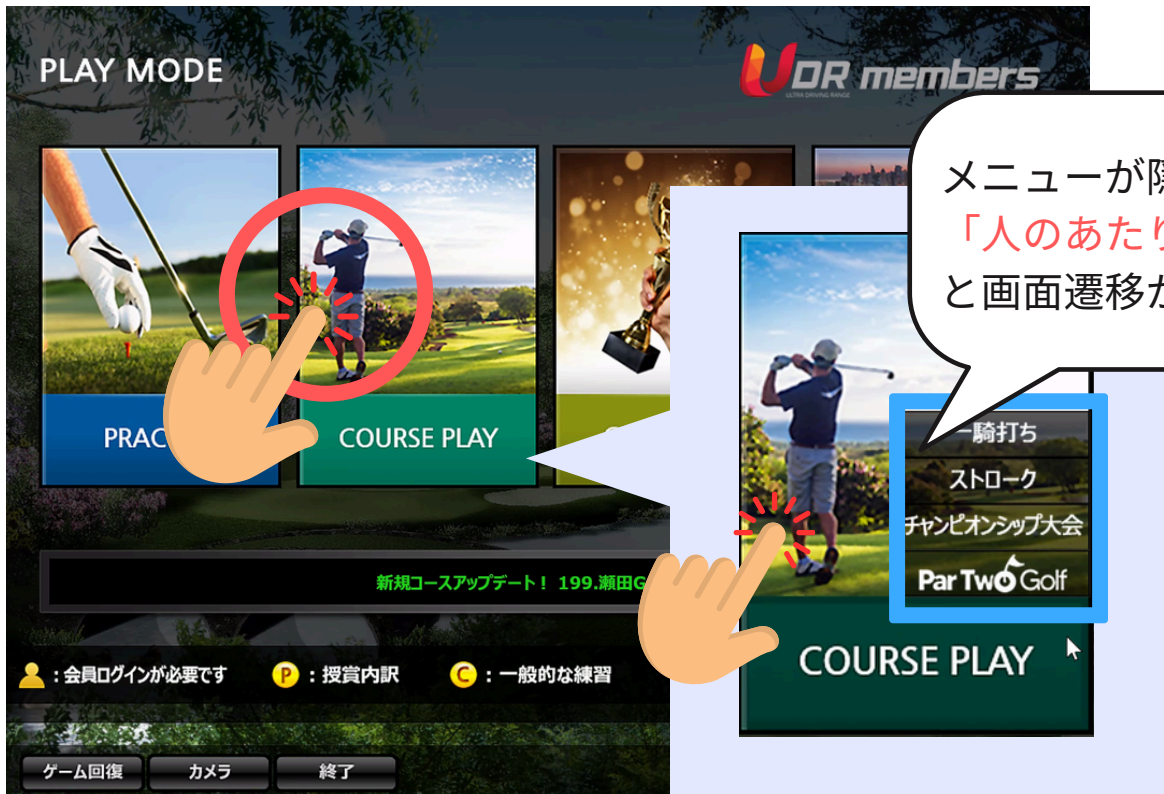 PLAY MODE
UDR members
ULTRA DRIVING RANGE
メニューが
「人のあた
と画面遷移
PRAC
COURSE PLAY
一騎打ち
ストローク
チャンピオンシップ大会
Par Two Golf
COURSE PLAY
新規コースアップデート! 199.瀬田G
:会員ログインが必要です
P :授賞内訳
C :一般的な練習
ゲーム回復
カメラ
終了